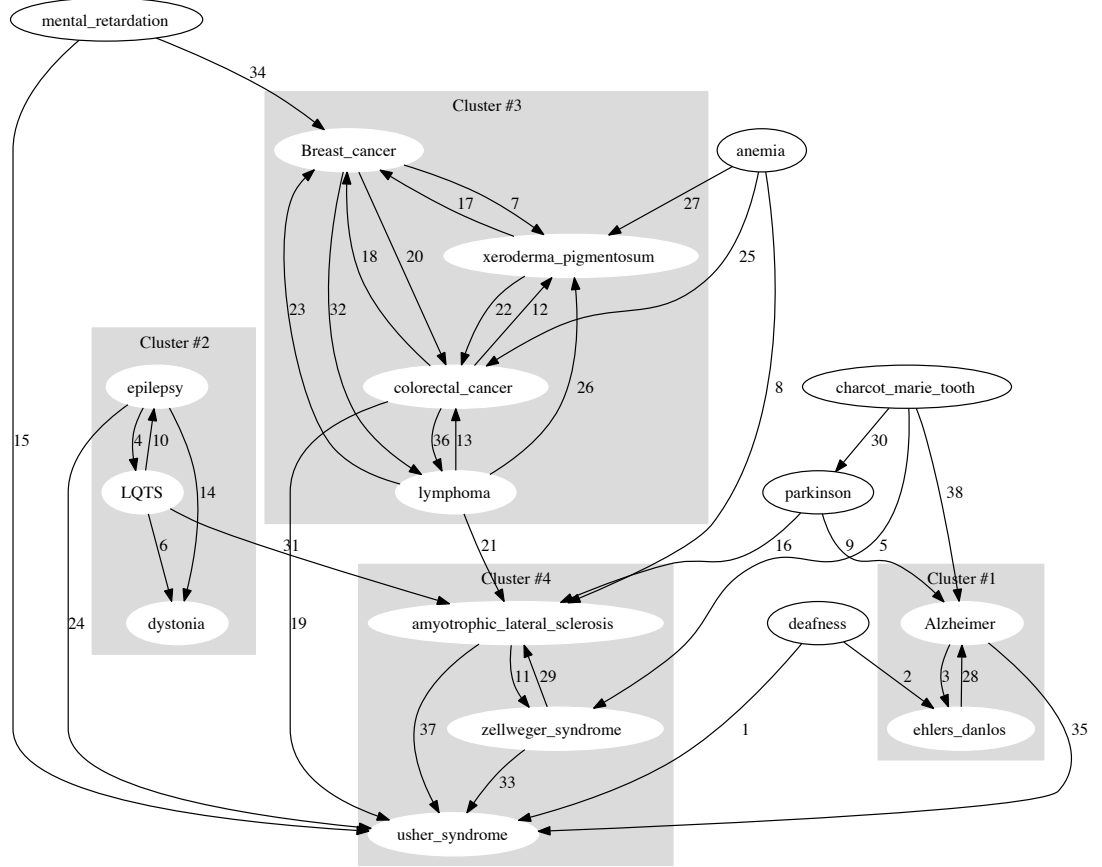 mental_retardation
34
Cluster #3
Breast_cancer
anemia
17
7
27
xeroderma_pigmentosum
18
20
25
23
32
22
12
Cluster #2
epilepsy
colorectal_cancer
26
8
charcot_marie_tooth
15
4
10
36
13
30
LQTS
14
lymphoma
parkinson
38
6
31
21
16
9
5
Cluster #4
Cluster #1
24
dystonia
19
amyotrophic_lateral_sclerosis
deafness
Alzheimer
11
29
2
3
28
37
zellweger_syndrome
1
ehlers_danlos
35
33
usher_syndrome